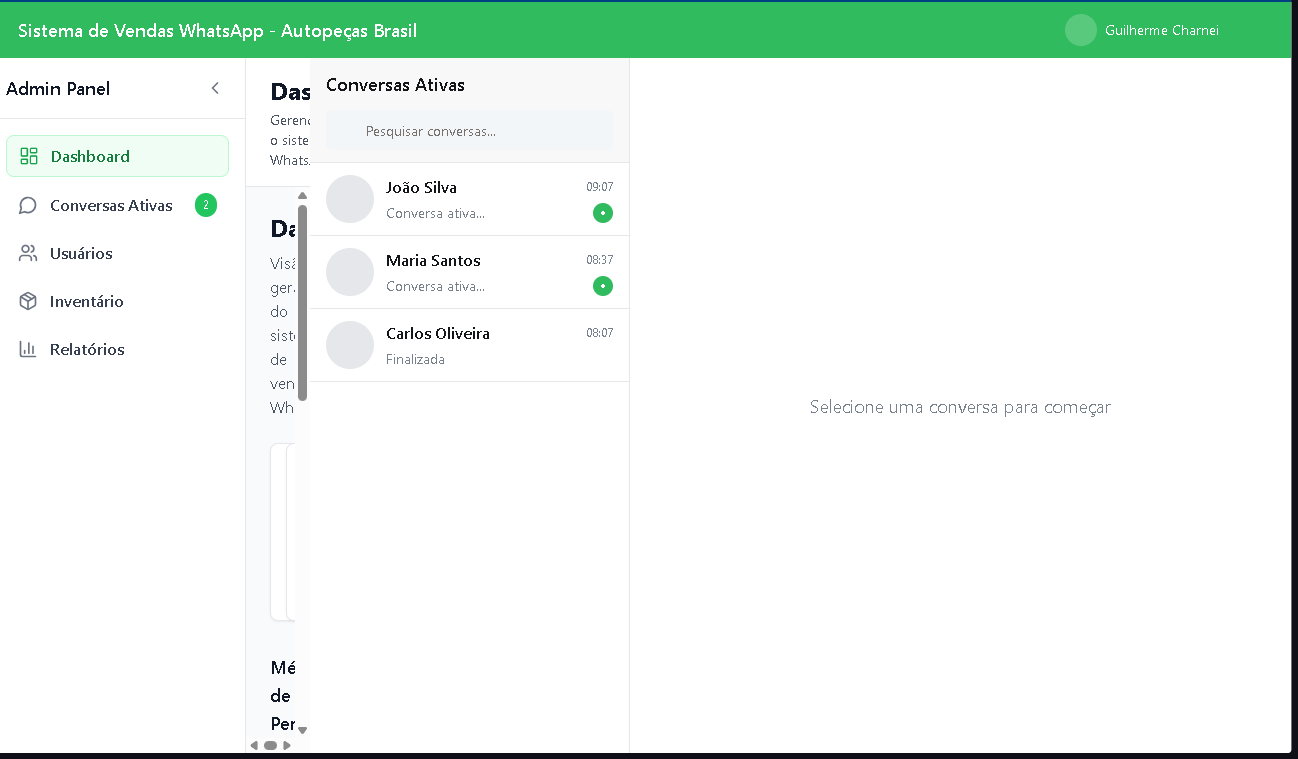 Sistema de Vendas WhatsApp - Autopeças Brasil
Guilherme Charnei
Admin Panel
Dashboard
Conversas Ativas
2
Usuários
Inventário
Relatórios
Das
Gerenc
o siste
Whats
Da
Visã
gera
do
siste
de
ven
Wh
Mé
de
Per
Conversas Ativas
Pesquisar conversas...
João Silva
09:07
Conversa ativa...
Maria Santos
08:37
Conversa ativa...
Carlos Oliveira
08:07
Finalizada
Selecione uma conversa para começar